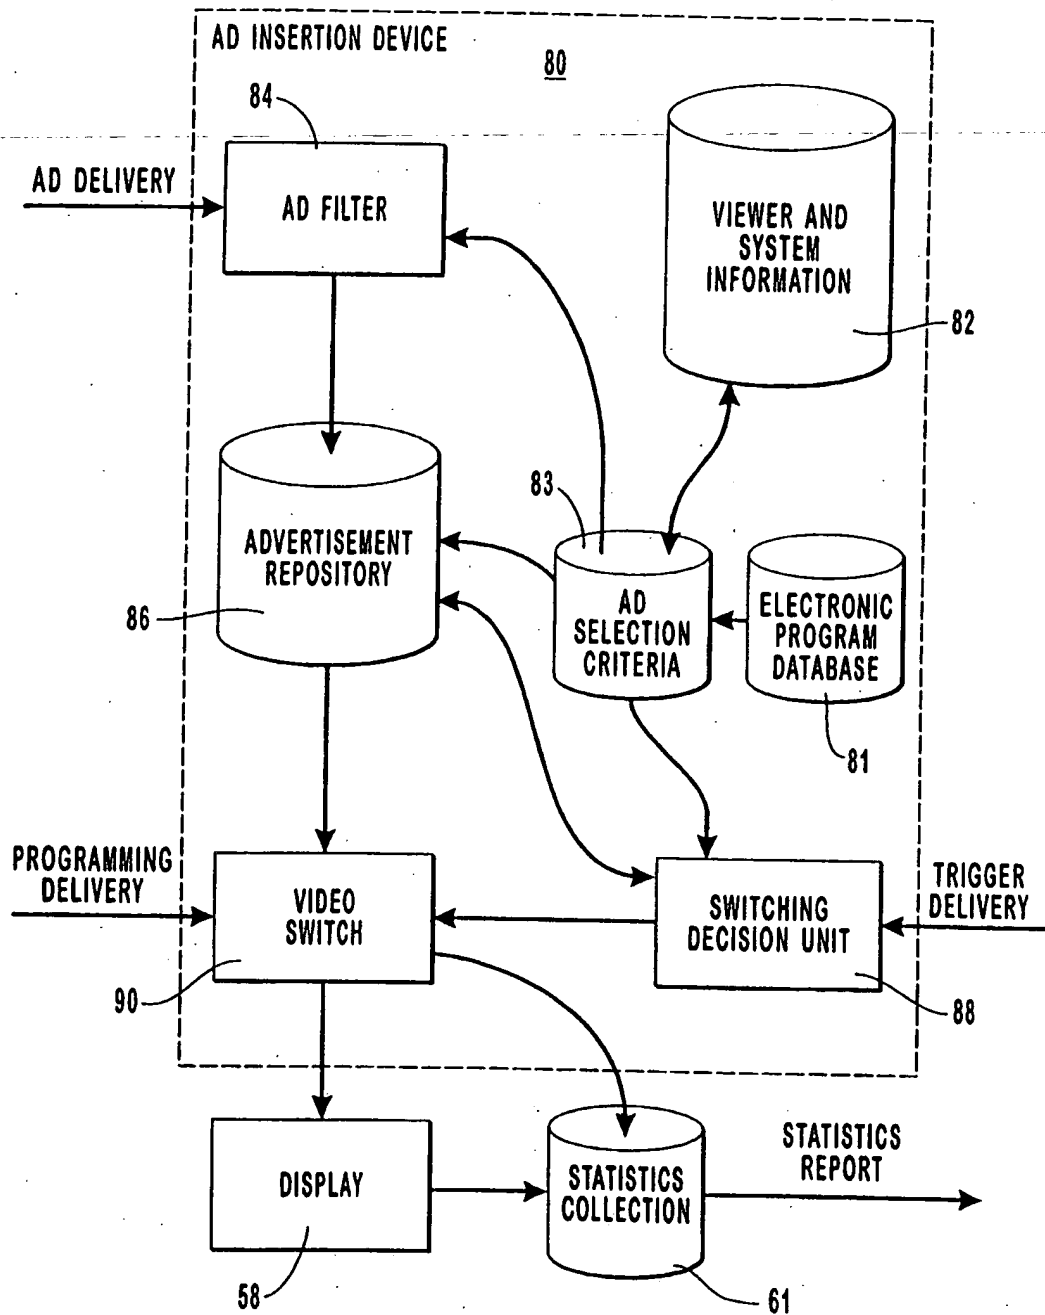 AD INSERTION DEVICE
80
84
AD DELIVERY
AD FILTER
VIEWER AND
SYSTEM
INFORMATION
82
83
ADVERTISEMENT
REPOSITORY
86
AD
SELECTION
CRITERIA
ELECTRONIC
PROGRAM
DATABASE
81
PROGRAMMING
DELIVERY
VIDEO
SWITCH
90
SWITCHING
DECISION UNIT
88
TRIGGER
DELIVERY
DISPLAY
58
STATISTICS
COLLECTION
61
STATISTICS
REPORT